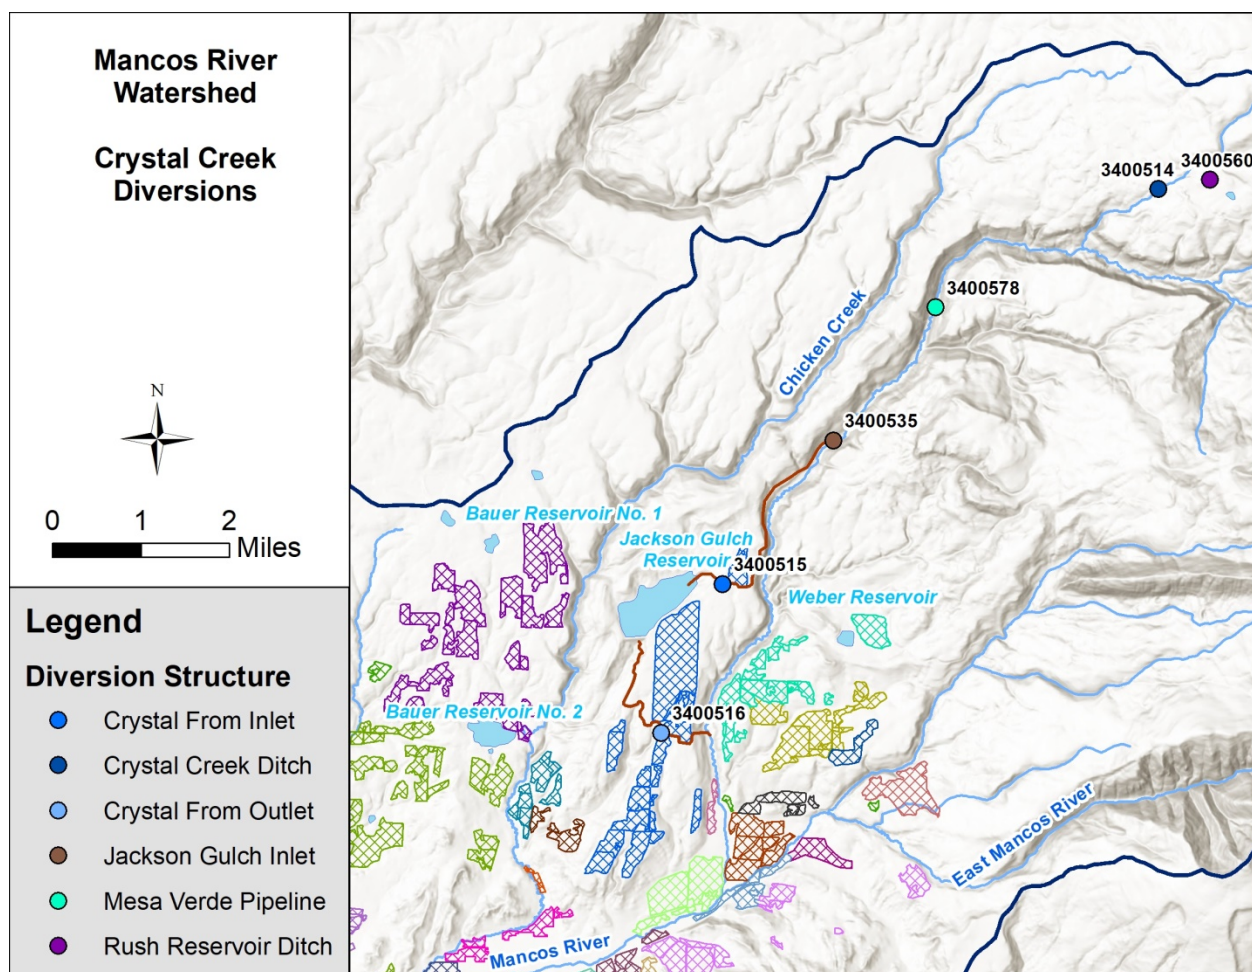 Mancos River
Watershed
Crystal Creek
Diversions
N
0 1 2
Miles
Legend
Diversion Structure
Crystal From Inlet
Crystal Creek Ditch
Crystal From Outlet
Jackson Gulch Inlet
Mesa Verde Pipeline
Rush Reservoir Ditch
3400560
3400514
3400578
Chicken Creek
3400535
Bauer Reservoir No. 1
Jackson Gulch
Reservoir
3400515
Weber Reservoir
Bauer Reservoir No. 2
3400516
East Mancos River
Mancos River